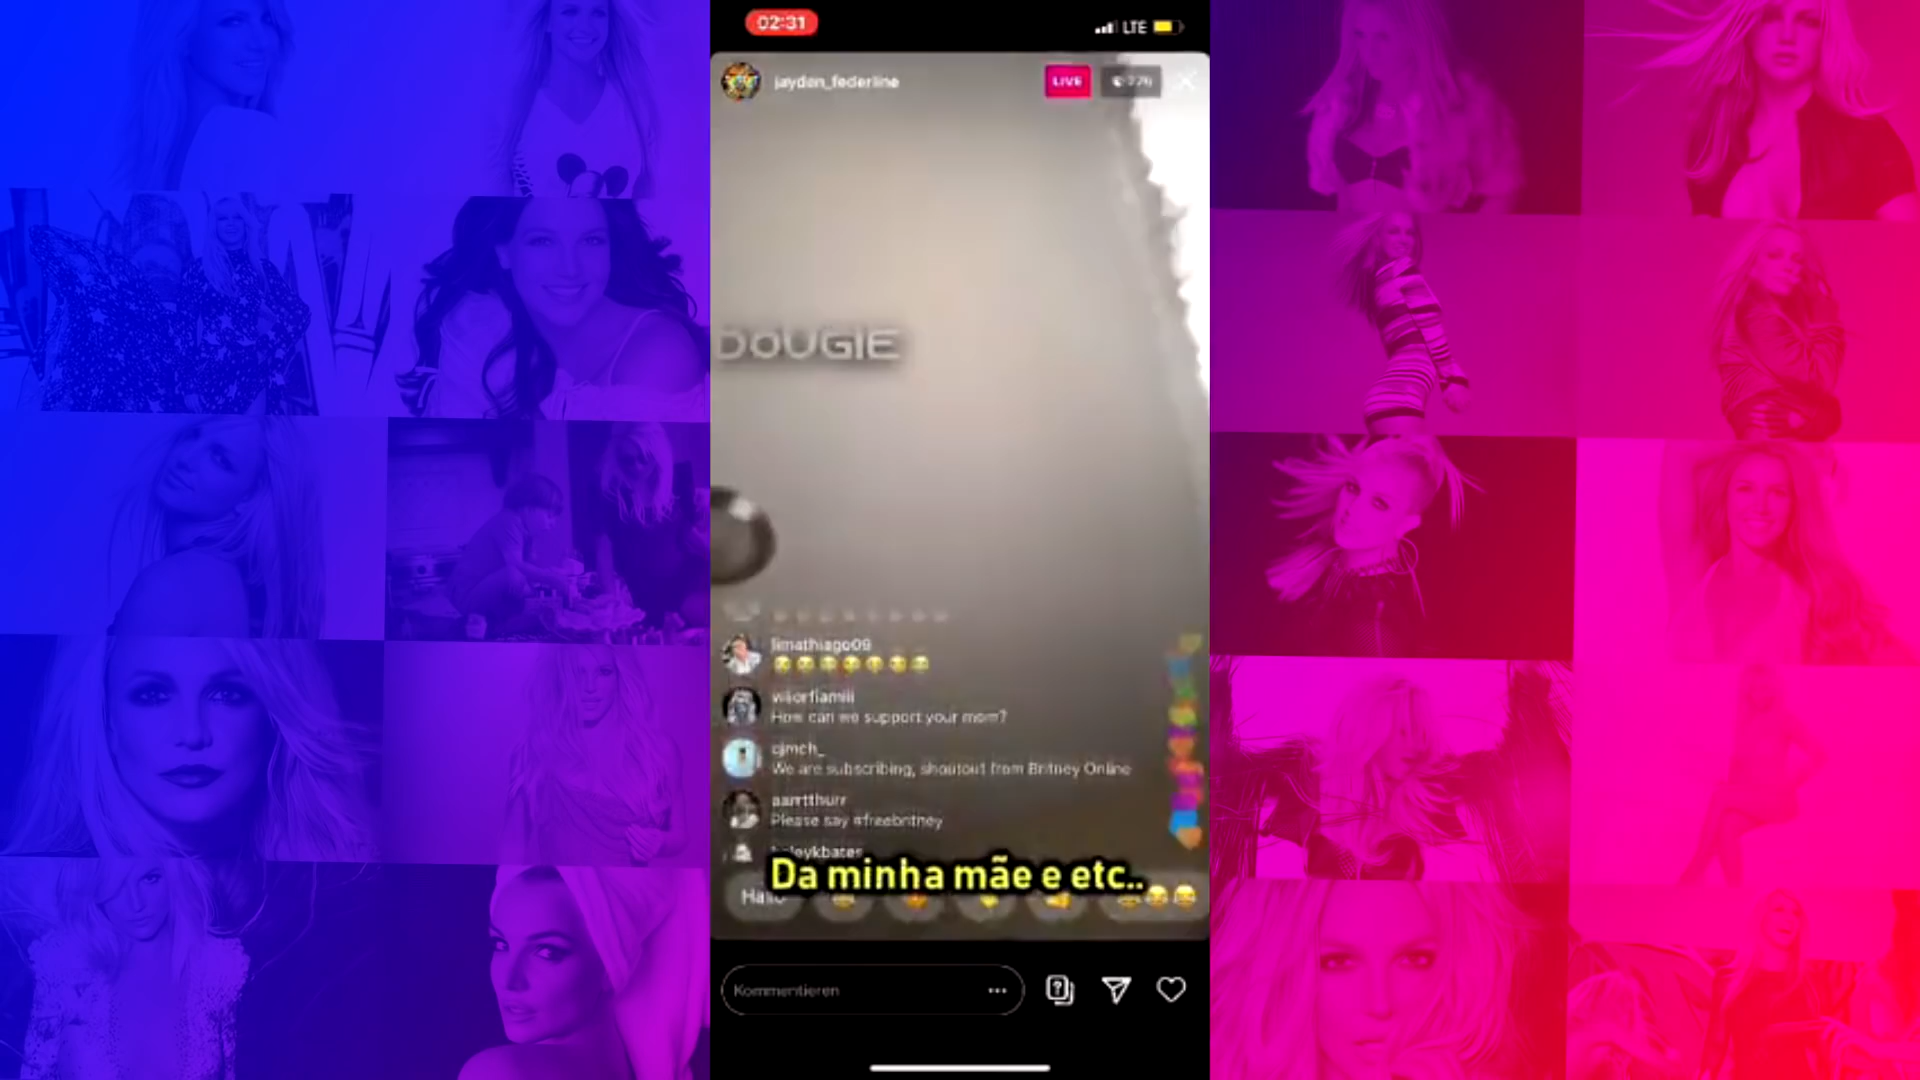 02:31
LTE
jayden_federline
LIVE
DOUGIE
limathiago09
How can we support your mom?
cjmch_
We are subscribing, shoutout from Britney Online
aarrtthurr
Please say #freebritney
Da minha mãe e etc..
Kommentieren